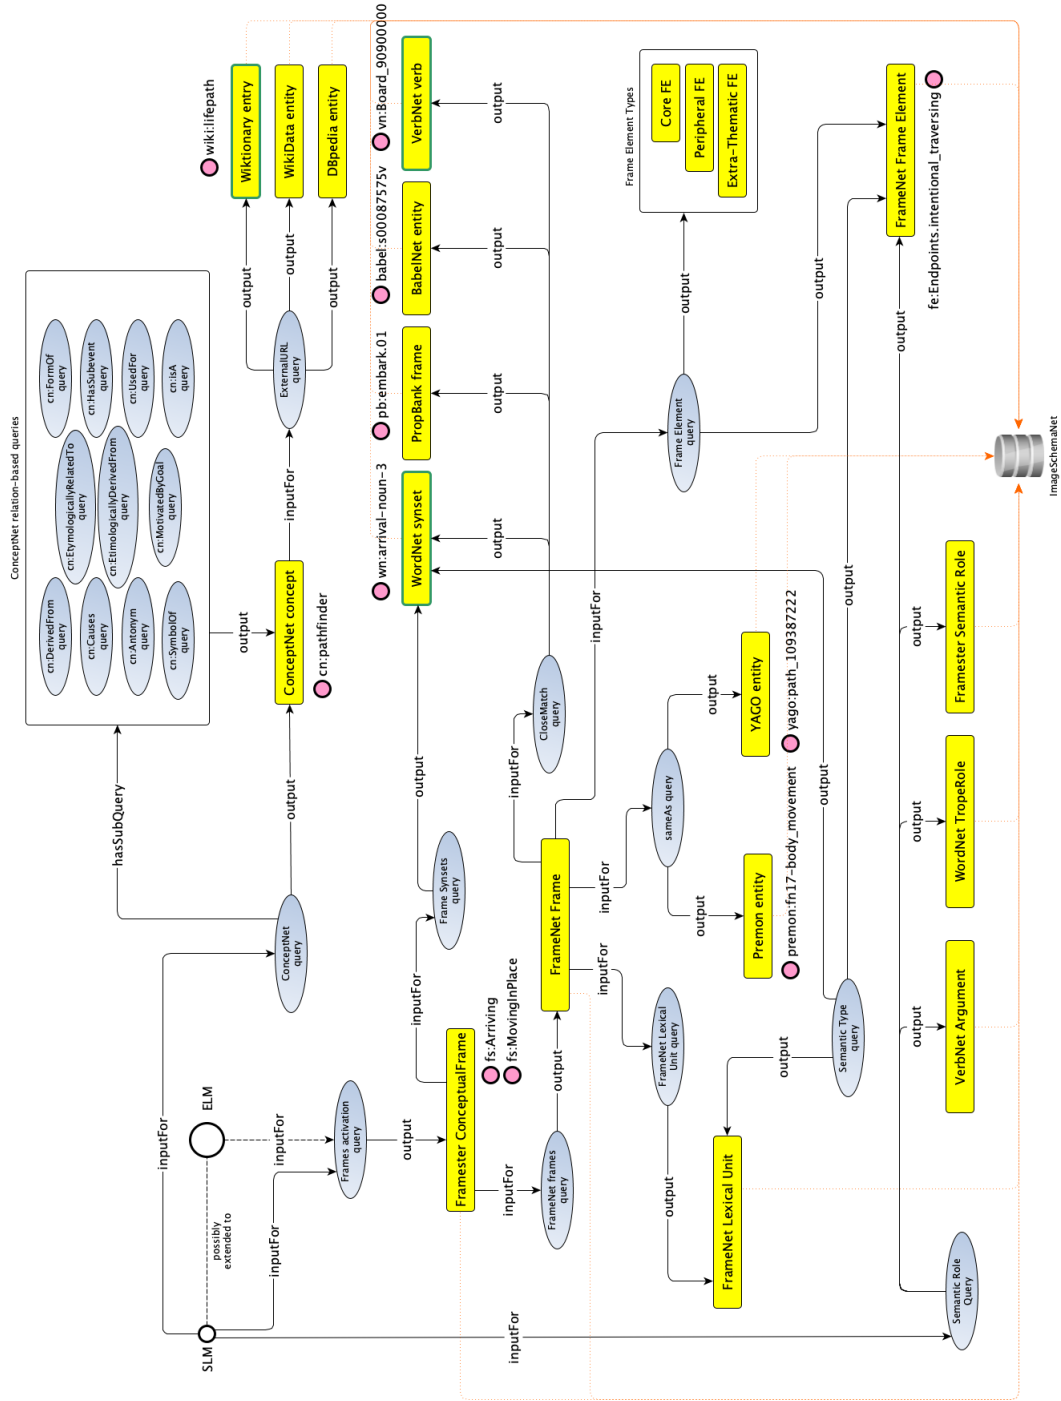 SLM
possibly
extended to
ELM
inputFor
inputFor
inputFor
inputFor
ConceptNet
query
hasSubQuery
output
ConceptNet relation-based queries
cn:DerivedFrom
query
cn:Causes
query
cn:Antonym
query
cn:SymbolOf
query
cn:EtymologicallyRelatedTo
query
cn:EtimologicallyDerivedFrom
query
cn:MotivatedByGoal
query
cn:FormOf
query
cn:HasSubevent
query
cn:UsedFor
query
cn:isA
query
output
ConceptNet concept
cn:pathfinder
inputFor
ExternalURL
query
output
output
output
wiki:lifepath
Wiktionary entry
WikiData entity
DBpedia entity
Frames activation
query
output
Framester ConceptualFrame
fs:Arriving
fs:MovingInPlace
inputFor
Frame Synsets
query
output
wn:arrival-noun-3
WordNet synset
pb:embark.01
PropBank frame
babel:s00087575v
BabelNet entity
vn:Board_90900000
VerbNet verb
output
output
output
output
inputFor
FrameNet frames
query
output
FrameNet Frame
inputFor
CloseMatch
query
inputFor
Frame Element
query
output
Frame Element Types
Core FE
Peripheral FE
Extra-Thematic FE
output
inputFor
sameAs query
output
Premon entity
premon:fn17-body_movement
output
YAGO entity
yago:path_109387222
inputFor
FrameNet Lexical
Unit query
output
FrameNet Lexical Unit
output
Semantic Type
query
output
output
FrameNet Frame Element
fe:Endpoints.intentional_traversing
Semantic Role
Query
output
output
VerbNet Argument
output
WordNet TropeRole
output
Framester Semantic Role
ImageSchemaNet